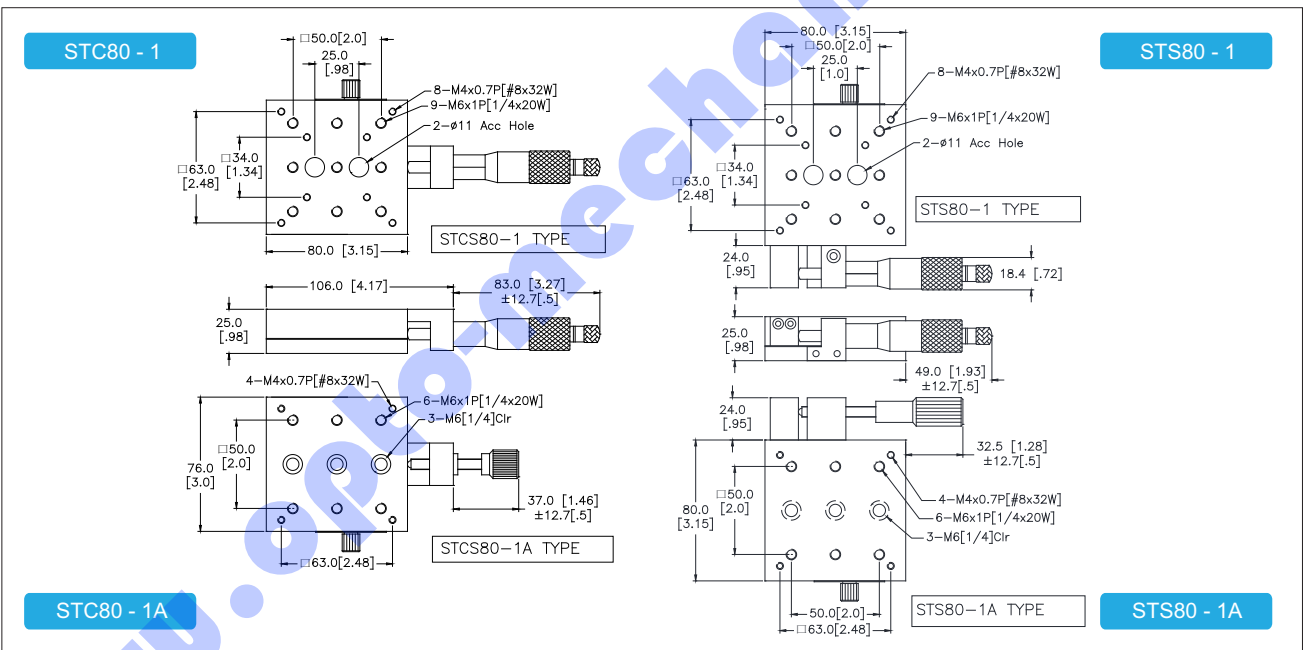 STC80 - 1
□50.0[2.0]
25.0
[.98]
8-M4x0.7P[#8x32W]
9-M6x1P[1/4x20W]
2-ø11 Acc Hole
□63.0
[2.48]
□34.0
[1.34]
80.0 [3.15]
STCS80-1 TYPE
106.0 [4.17]
83.0 [3.27]
±12.7[.5]
25.0
[.98]
4-M4x0.7P[#8x32W]
6-M6x1P[1/4x20W]
3-M6[1/4]Clr
76.0
[3.0]
□50.0
[2.0]
37.0 [1.46]
±12.7[.5]
□63.0[2.48]
STCS80-1A TYPE
STC80 - 1A
STS80 - 1
80.0 [3.15]
□50.0[2.0]
25.0
[1.0]
8-M4x0.7P[#8x32W]
9-M6x1P[1/4x20W]
2-ø11 Acc Hole
□63.0
[2.48]
□34.0
[1.34]
STS80-1 TYPE
24.0
[.95]
18.4 [.72]
25.0
[.98]
49.0 [1.93]
±12.7[.5]
24.0
[.95]
32.5 [1.28]
±12.7[.5]
80.0
[3.15]
□50.0
[2.0]
4-M4x0.7P[#8x32W]
6-M6x1P[1/4x20W]
3-M6[1/4]Clr
50.0[2.0]
□63.0[2.48]
STS80-1A TYPE
STS80 - 1A
w.opto-mechan